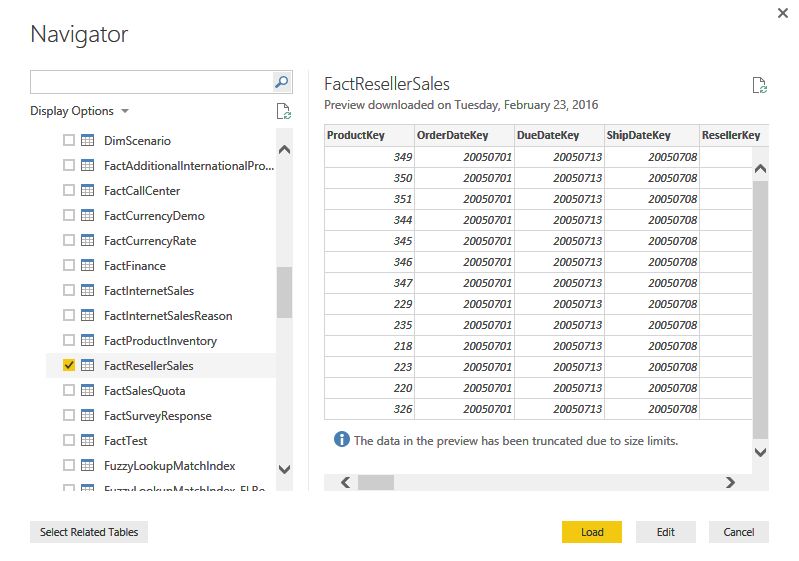 Navigator
Display Options
DimScenario
FactAdditionalInternationalPro...
FactCallCenter
FactCurrencyDemo
FactCurrencyRate
FactFinance
FactInternetSales
FactInternetSalesReason
FactProductInventory
FactResellerSales
FactSalesQuota
FactSurveyResponse
FactTest
FuzzyLookupMatchIndex
Select Related Tables
FactResellerSales
Preview downloaded on Tuesday, February 23, 2016
ProductKey OrderDateKey DueDateKey ShipDateKey ResellerKey
349 20050701 20050713 20050708
350 20050701 20050713 20050708
351 20050701 20050713 20050708
344 20050701 20050713 20050708
345 20050701 20050713 20050708
346 20050701 20050713 20050708
347 20050701 20050713 20050708
229 20050701 20050713 20050708
235 20050701 20050713 20050708
218 20050701 20050713 20050708
223 20050701 20050713 20050708
220 20050701 20050713 20050708
326 20050701 20050713 20050708
The data in the preview has been truncated due to size limits.
Load Edit Cancel